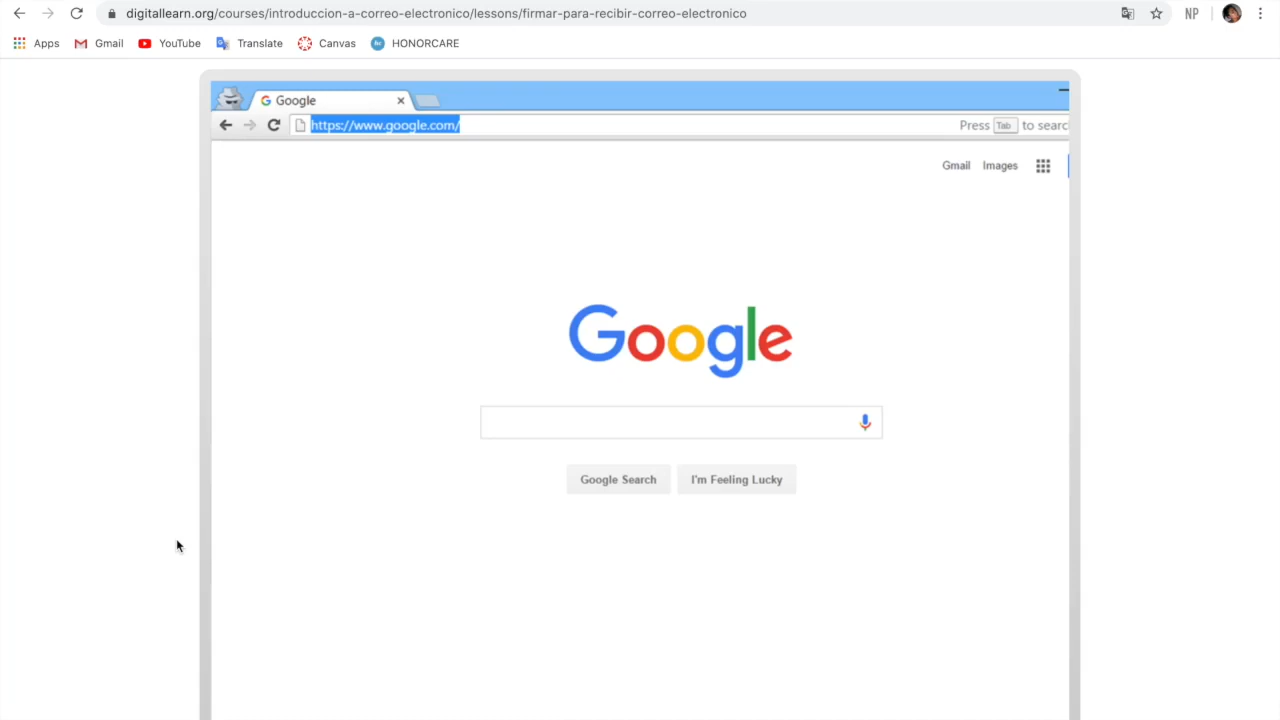 digitallearn.org/courses/introduccion-a-correo-electronico/lessons/firmar-para-recibir-correo-electronico
NP
Apps Gmail YouTube Translate Canvas hc HONORCARE
Google
https://www.google.com/
Press Tab to searc
Gmail Images
Google
Google Search I'm Feeling Lucky